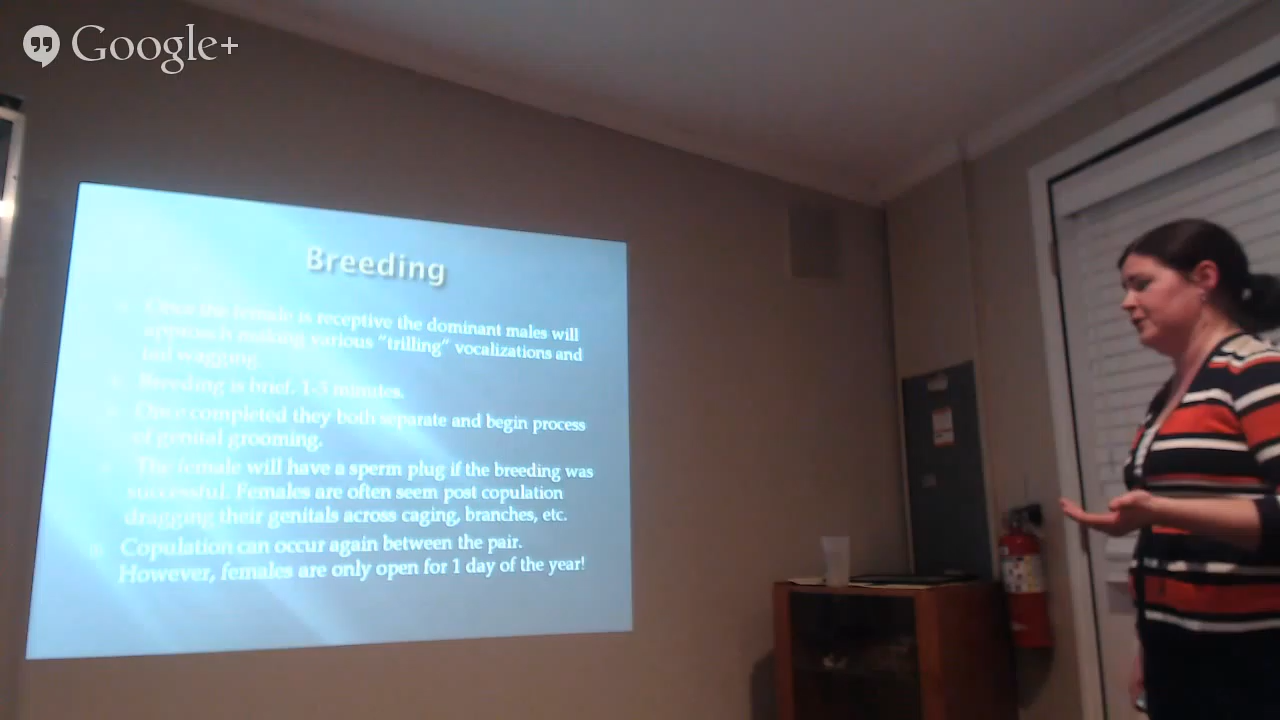 Google+
Breeding
Once the female is receptive the dominant males will
approach making various "trilling" vocalizations and
tail wagging.
Breeding is brief. 1-3 minutes.
Once completed they both separate and begin process
of genital grooming.
The female will have a sperm plug if the breeding was
successful. Females are often seem post copulation
dragging their genitals across caging, branches, etc.
Copulation can occur again between the pair.
However, females are only open for 1 day of the year!